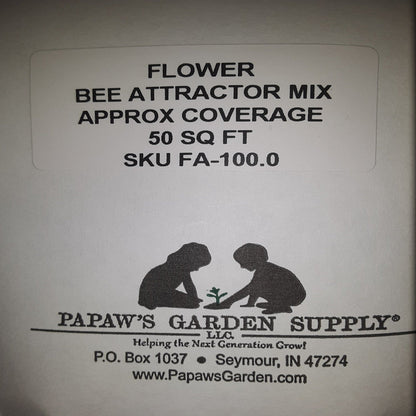 FLOWER
BEE ATTRACTOR MIX
APPROX COVERAGE
50 SQ FT
SKU FA-100.0
PAPAW'S GARDEN SUPPLY®
LLC.
Helping the Next Generation Grow!
P.O. Box 1037 • Seymour, IN 47274
www.PapawsGarden.com